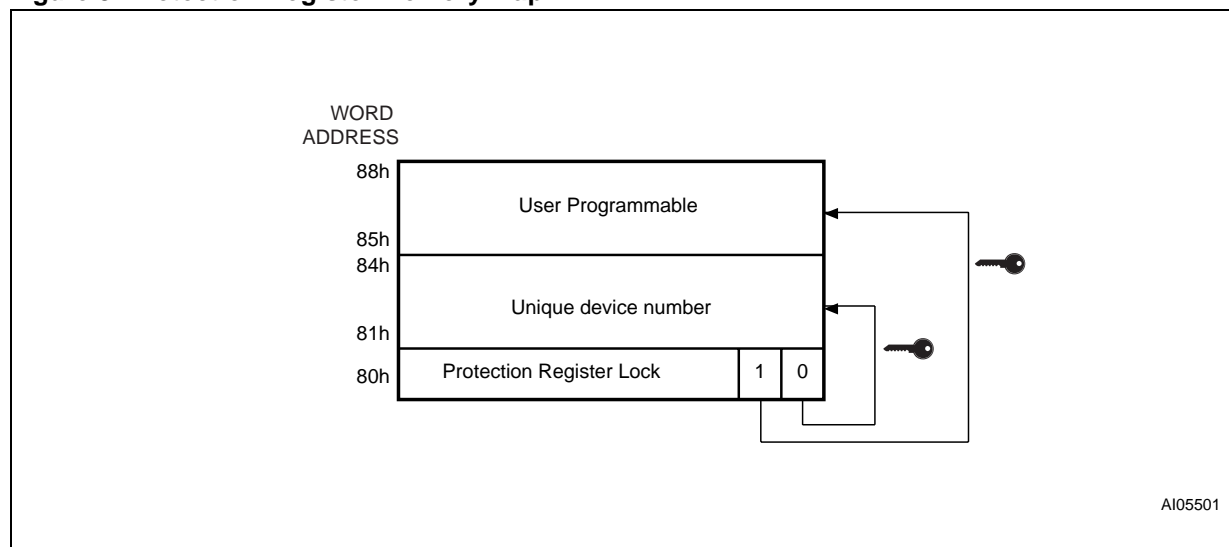 WORD
ADDRESS
88h
User Programmable
85h
84h
Unique device number
81h
80h
Protection Register Lock
1
0
AI05501